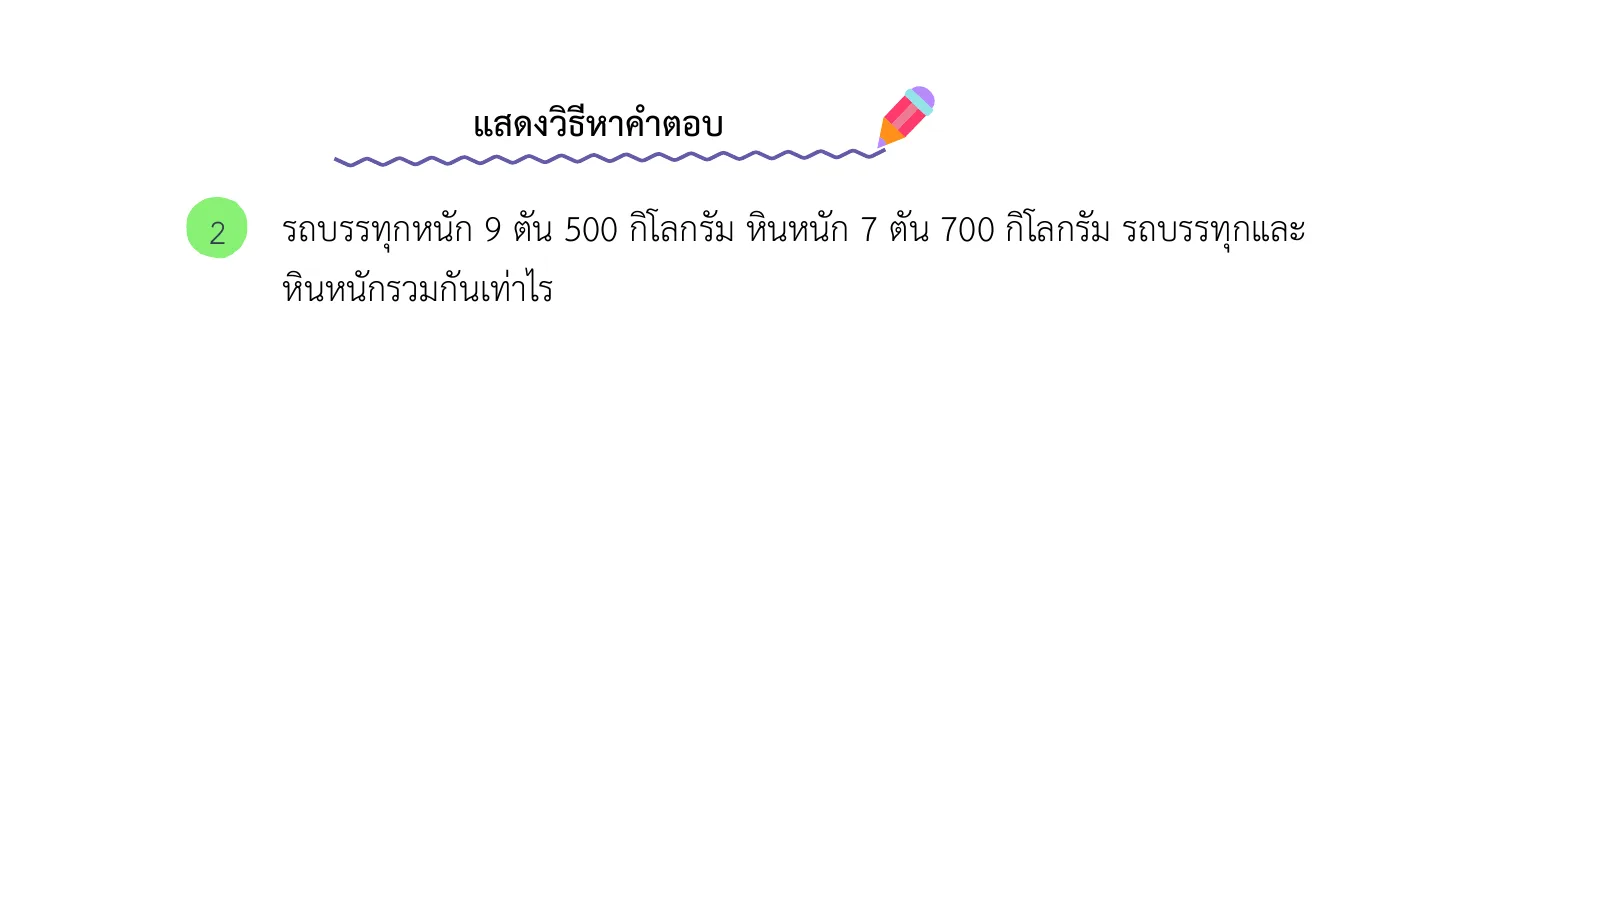 แสดงวิธีหาคำตอบ
2 รถบรรทุกหนัก 9 ตัน 500 กิโลกรัม หินหนัก 7 ตัน 700 กิโลกรัม รถบรรทุกและ
หินหนักรวมกันเท่าไร